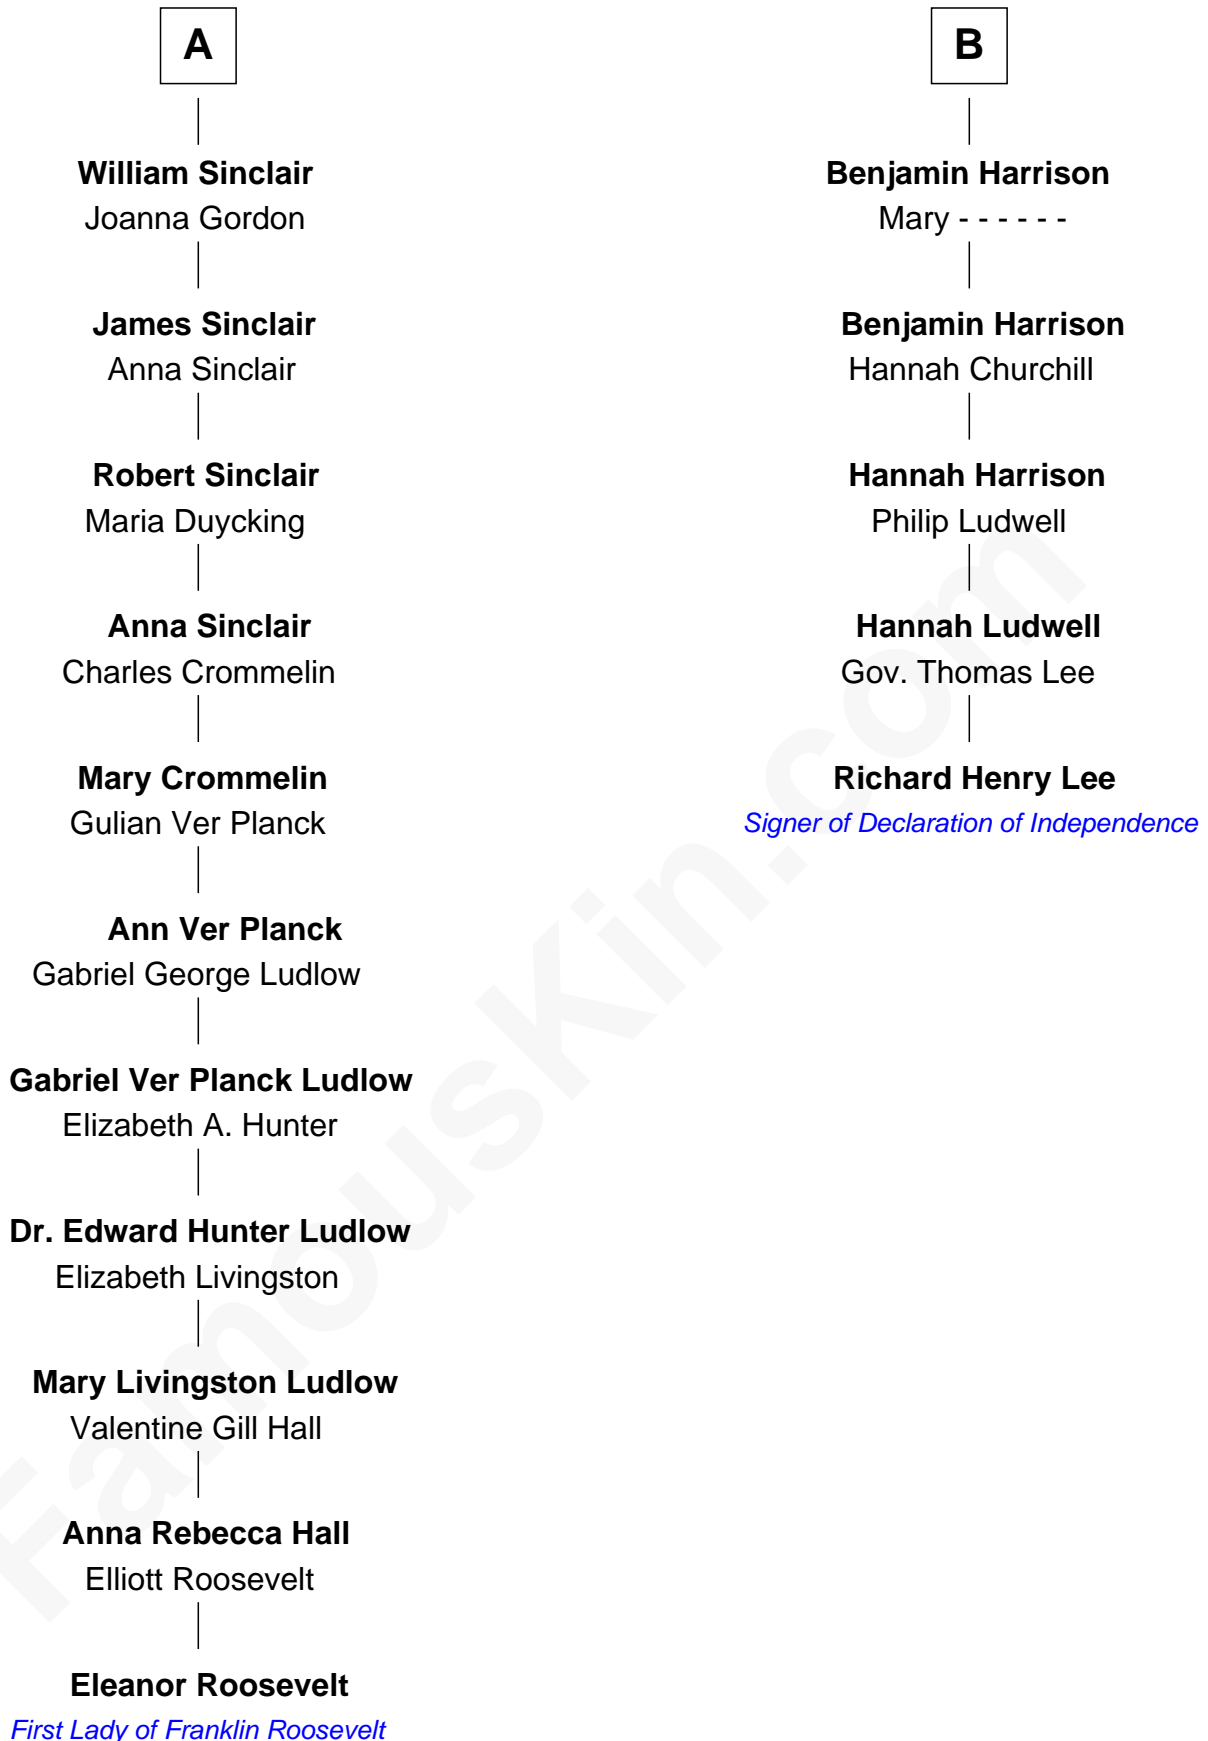 A
William Sinclair
Joanna Gordon
James Sinclair
Anna Sinclair
Robert Sinclair
Maria Duycking
Anna Sinclair
Charles Crommelin
Mary Crommelin
Gulian Ver Planck
Ann Ver Planck
Gabriel George Ludlow
Gabriel Ver Planck Ludlow
Elizabeth A. Hunter
Dr. Edward Hunter Ludlow
Elizabeth Livingston
Mary Livingston Ludlow
Valentine Gill Hall
Anna Rebecca Hall
Elliott Roosevelt
Eleanor Roosevelt
First Lady of Franklin Roosevelt
B
Benjamin Harrison
Mary - - - - - -
Benjamin Harrison
Hannah Churchill
Hannah Harrison
Philip Ludwell
Hannah Ludwell
Gov. Thomas Lee
Richard Henry Lee
Signer of Declaration of Independence
FamousKin.com